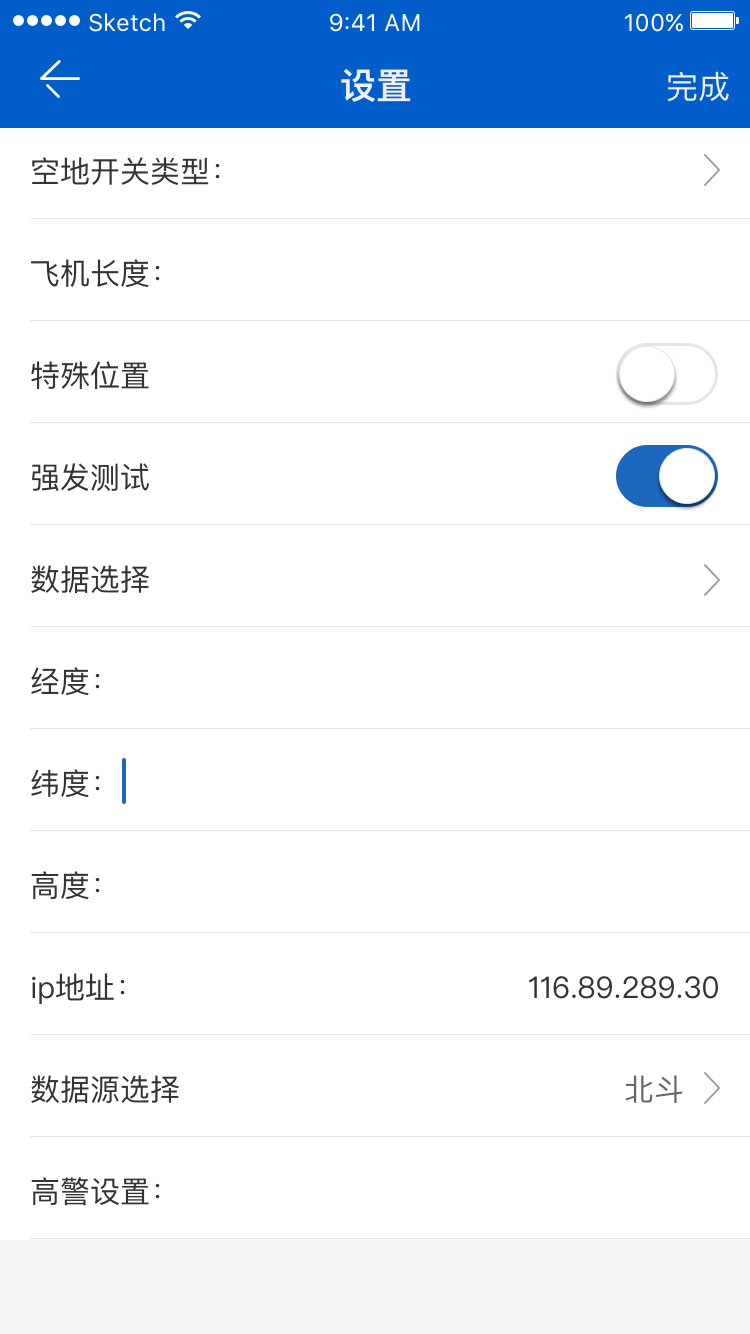 Sketch 9:41 AM 100%
设置 完成
空地开关类型：
飞机长度：
特殊位置
强发测试
数据选择
经度：
纬度：
高度：
ip地址： 116.89.289.30
数据源选择 北斗
高警设置：